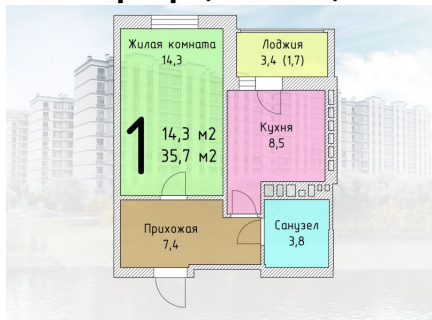 Жилая комната
14,3
Лоджия
3,4 (1,7)
1
14,3 м2
35,7 м2
Кухня
8,5
Прихожая
7,4
Санузел
3,8